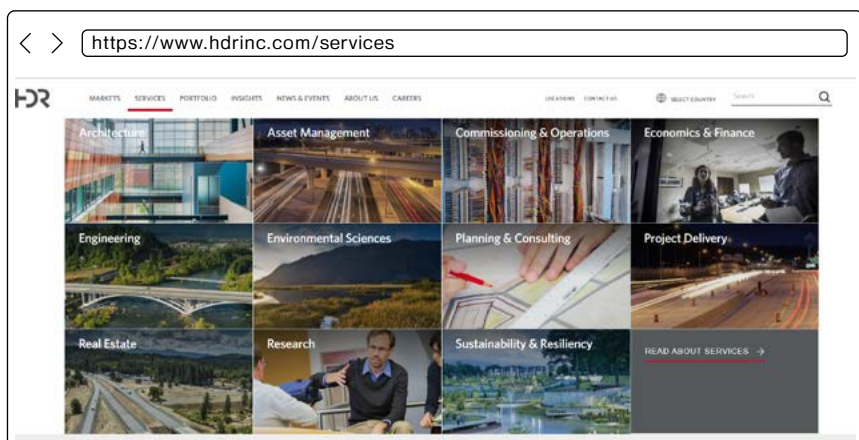 https://www.hdrinc.com/services
HDR
MARKETS SERVICES PORTFOLIO INSIGHTS NEWS & EVENTS ABOUT US CAREERS LOCATIONS CONTACT US SELECT COUNTRY Search
Architecture Asset Management Commissioning & Operations Economics & Finance
Engineering Environmental Sciences Planning & Consulting Project Delivery
Real Estate Research Sustainability & Resiliency READ ABOUT SERVICES →